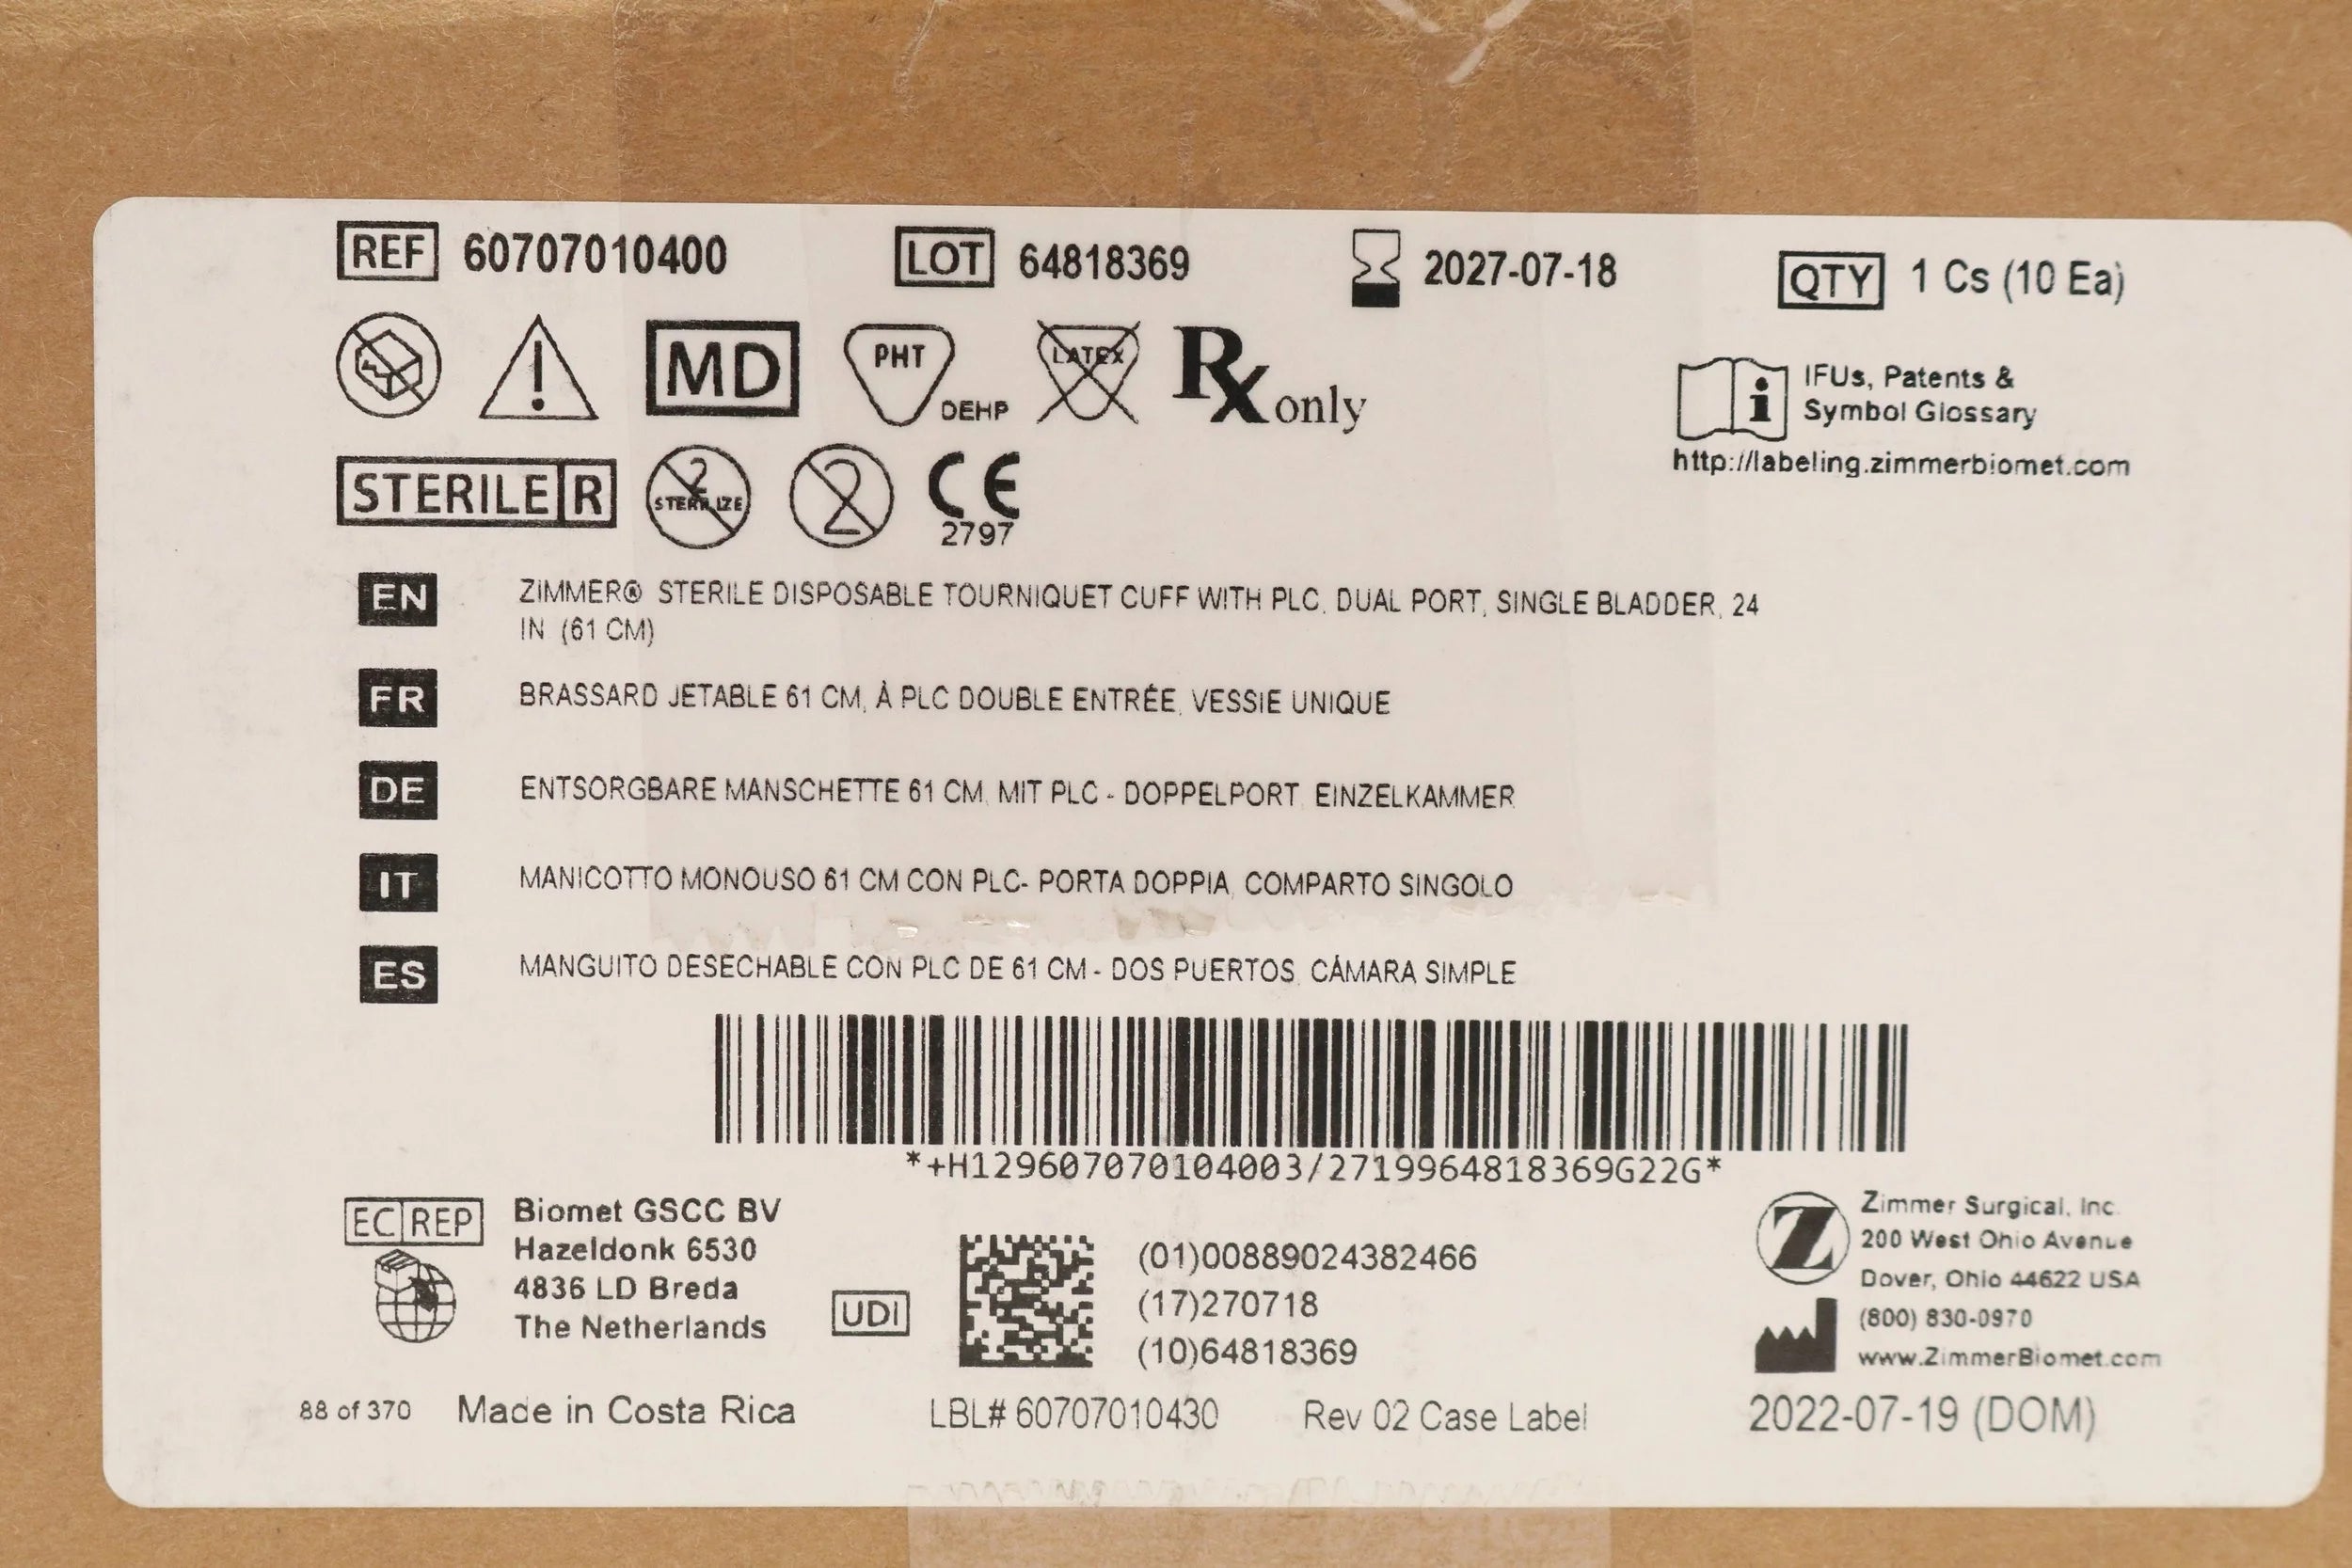 REF 60707010400 LOT 64818369 2027-07-18 QTY 1 Cs (10 Ea)
MD PHT DEHP LATEX Rx only
IFUs, Patents &
Symbol Glossary
http://labeling.zimmerbiomet.com
STERILE R 2 STERILIZE 2 CE 2797
EN ZIMMER® STERILE DISPOSABLE TOURNIQUET CUFF WITH PLC, DUAL PORT, SINGLE BLADDER, 24
IN (61 CM)
FR BRASSARD JETABLE 61 CM, À PLC DOUBLE ENTRÉE, VESSIE UNIQUE
DE ENTSORGBARE MANSCHETTE 61 CM, MIT PLC - DOPPELPORT, EINZELKAMMER
IT MANICOTTO MONOUSO 61 CM CON PLC- PORTA DOPPIA, COMPARTO SINGOLO
ES MANGUITO DESECHABLE CON PLC DE 61 CM - DOS PUERTOS, CÁMARA SIMPLE
*+H129607070104003/2719964818369G22G*
EC REP Biomet GSCC BV
Hazeldonk 6530
4836 LD Breda
The Netherlands
UDI
(01)00889024382466
(17)270718
(10)64818369
Z
Zimmer Surgical, Inc.
200 West Ohio Avenue
Dover, Ohio 44622 USA
(800) 830-0970
www.ZimmerBiomet.com
88 of 370 Made in Costa Rica LBL# 60707010430 Rev 02 Case Label 2022-07-19 (DOM)